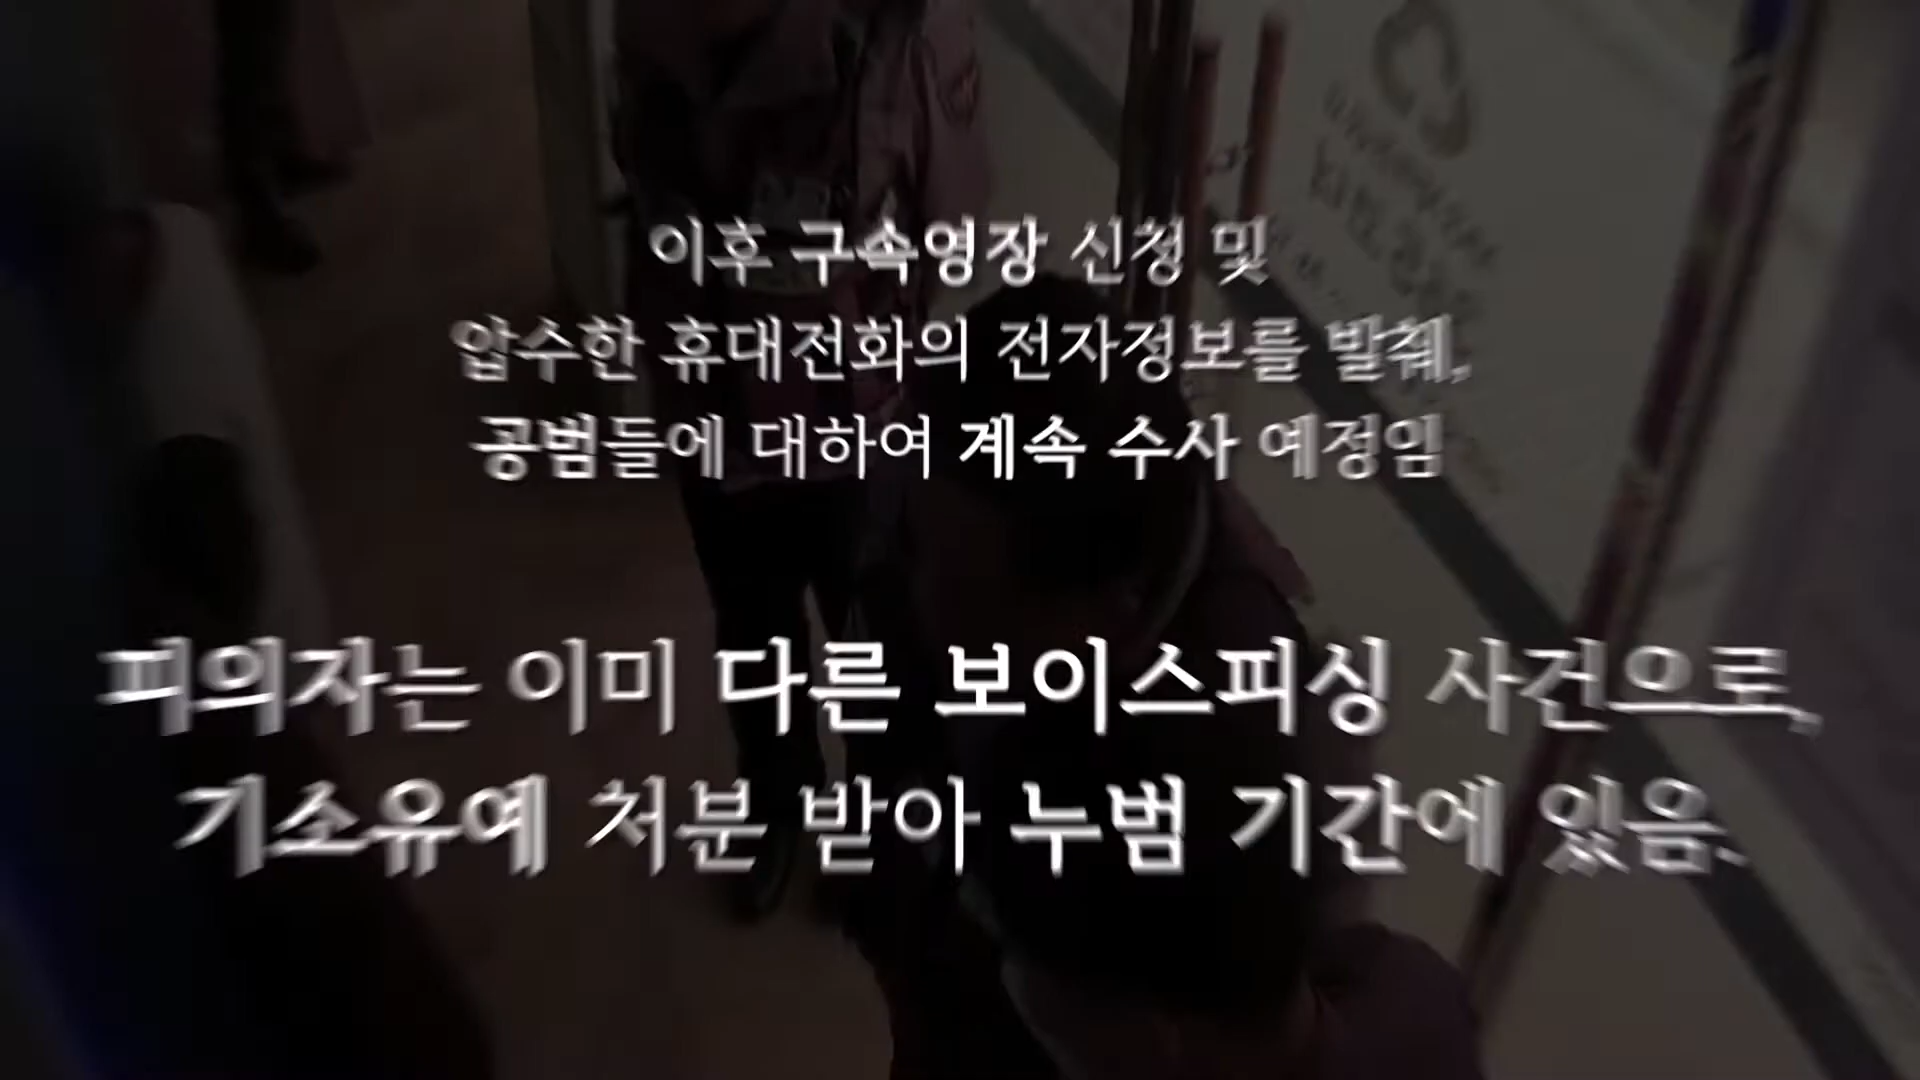 이후 구속영장 신청 및
압수한 휴대전화의 전자정보를 발췌,
공범들에 대하여 계속 수사 예정임
피의자는 이미 다른 보이스피싱 사건으로,
기소유예 처분 받아 누범 기간에 있음.